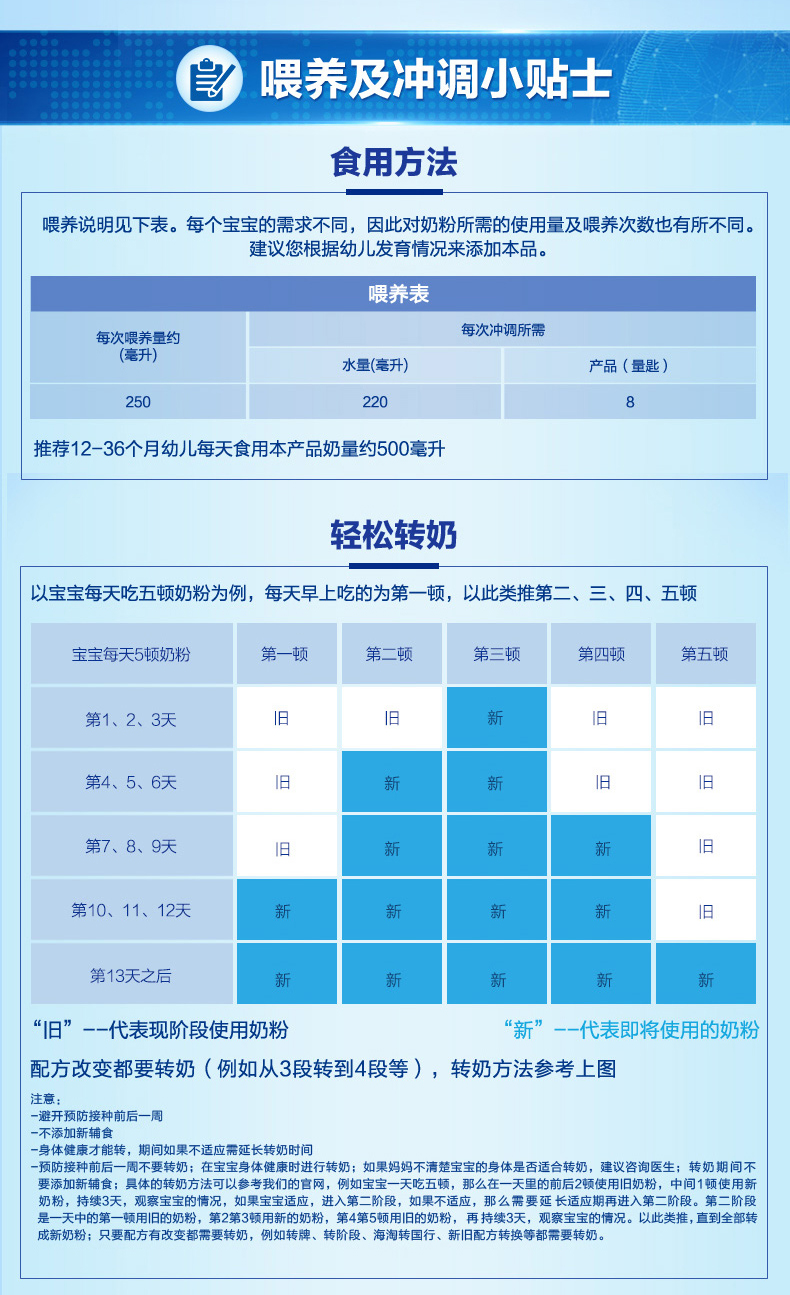 喂养及冲调小贴士
食用方法
喂养说明见下表。每个宝宝的需求不同，因此对奶粉所需的使用量及喂养次数也有所不同。
建议您根据幼儿发育情况来添加本品。
喂养表
每次喂养量约
(毫升)
每次冲调所需
水量(毫升)
产品（量匙）
250
220
8
推荐12-36个月幼儿每天食用本产品奶量约500毫升
轻松转奶
以宝宝每天吃五顿奶粉为例，每天早上吃的为第一顿，以此类推第二、三、四、五顿
宝宝每天5顿奶粉 第一顿 第二顿 第三顿 第四顿 第五顿
第1、2、3天 旧 旧 新 旧 旧
第4、5、6天 旧 新 新 旧 旧
第7、8、9天 旧 新 新 新 旧
第10、11、12天 新 新 新 新 旧
第13天之后 新 新 新 新 新
“旧”--代表现阶段使用奶粉 “新”--代表即将使用的奶粉
配方改变都要转奶（例如从3段转到4段等），转奶方法参考上图
注意：
-避开预防接种前后一周
-不添加新辅食
-身体健康才能转，期间如果不适应需延长转奶时间
-预防接种前后一周不要转奶；在宝宝身体健康时进行转奶；如果妈妈不清楚宝宝的身体是否适合转奶，建议咨询医生；转奶期间不
要添加新辅食；具体的转奶方法可以参考我们的官网，例如宝宝一天吃五顿，那么在一天里的前后2顿使用旧奶粉，中间1顿使用新
奶粉，持续3天，观察宝宝的情况，如果宝宝适应，进入第二阶段，如果不适应，那么需要延长适应期再进入第二阶段。第二阶段
是一天中的第一顿用旧的奶粉，第2第3顿用新的奶粉，第4第5顿用旧的奶粉，再持续3天，观察宝宝的情况。以此类推，直到全部转
成新奶粉；只要配方有改变都需要转奶，例如转牌、转阶段、海淘转国行、新旧配方转换等都需要转奶。